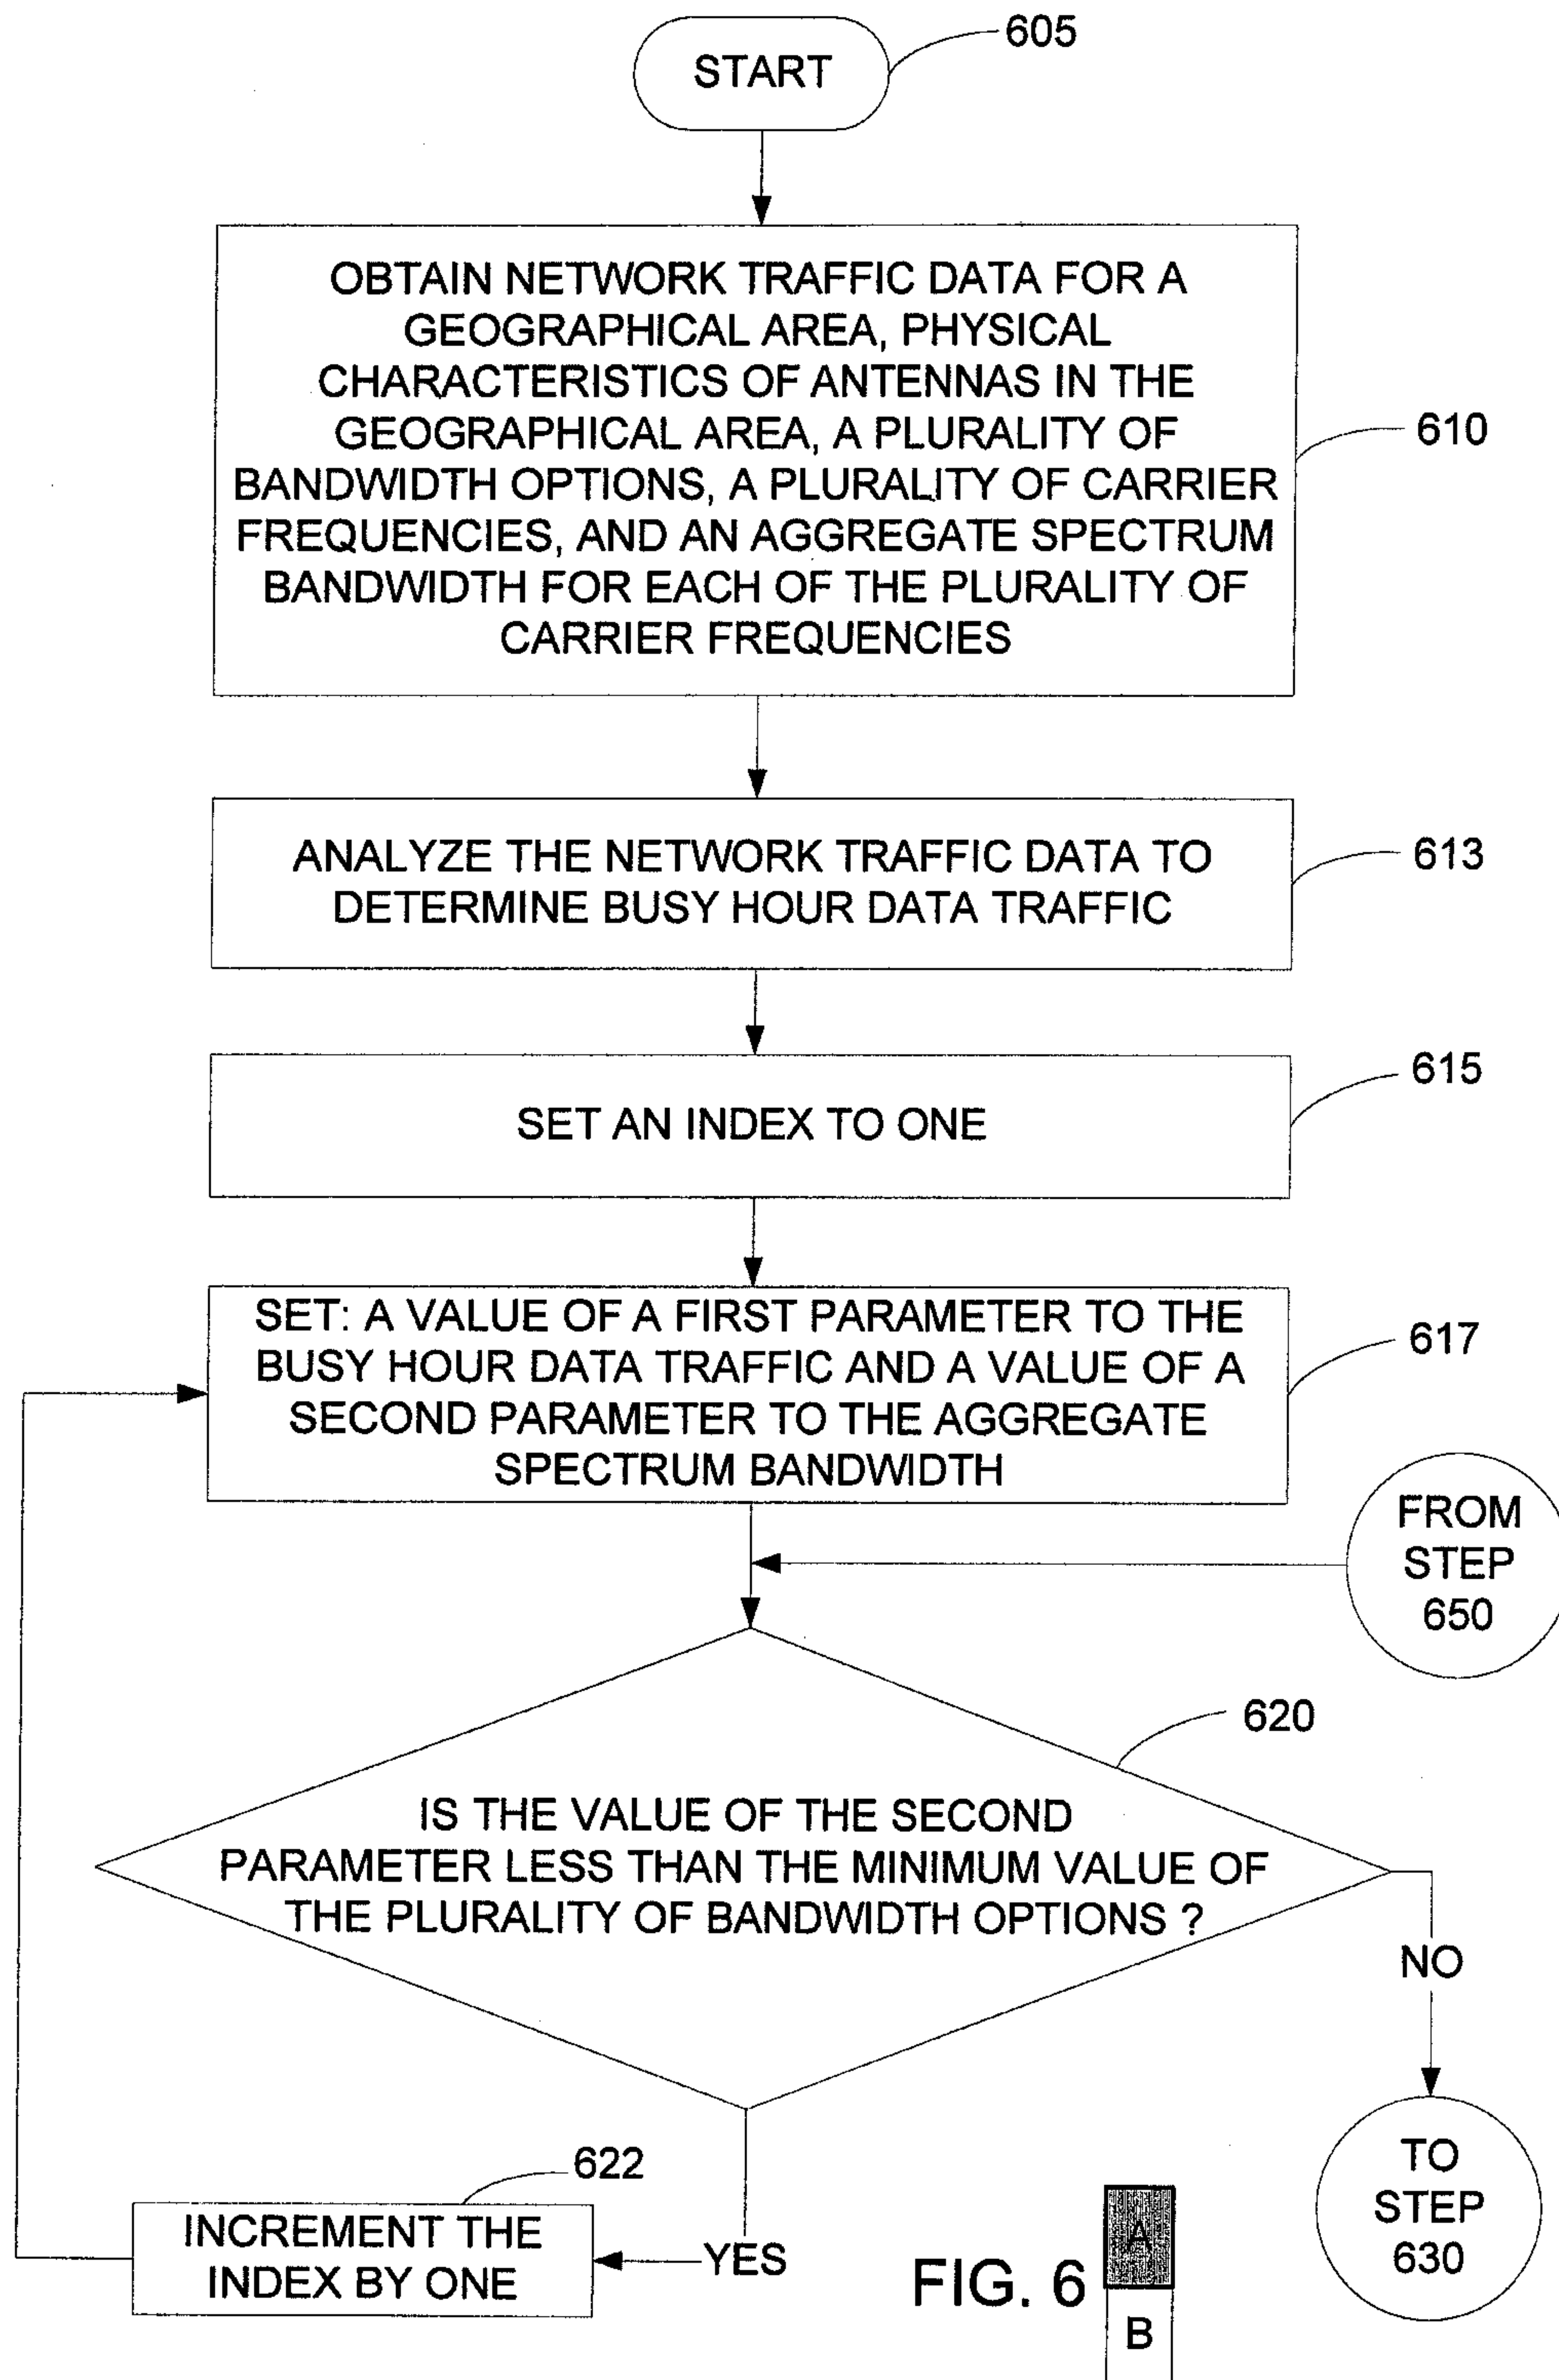 START
605
OBTAIN NETWORK TRAFFIC DATA FOR A
GEOGRAPHICAL AREA, PHYSICAL
CHARACTERISTICS OF ANTENNAS IN THE
GEOGRAPHICAL AREA, A PLURALITY OF
BANDWIDTH OPTIONS, A PLURALITY OF CARRIER
FREQUENCIES, AND AN AGGREGATE SPECTRUM
BANDWIDTH FOR EACH OF THE PLURALITY OF
CARRIER FREQUENCIES
610
ANALYZE THE NETWORK TRAFFIC DATA TO
DETERMINE BUSY HOUR DATA TRAFFIC
613
SET AN INDEX TO ONE
615
SET: A VALUE OF A FIRST PARAMETER TO THE
BUSY HOUR DATA TRAFFIC AND A VALUE OF A
SECOND PARAMETER TO THE AGGREGATE
SPECTRUM BANDWIDTH
617
FROM
STEP
650
620
IS THE VALUE OF THE SECOND
PARAMETER LESS THAN THE MINIMUM VALUE OF
THE PLURALITY OF BANDWIDTH OPTIONS ?
NO
TO
STEP
630
YES
622
INCREMENT THE
INDEX BY ONE
FIG. 6
A
B